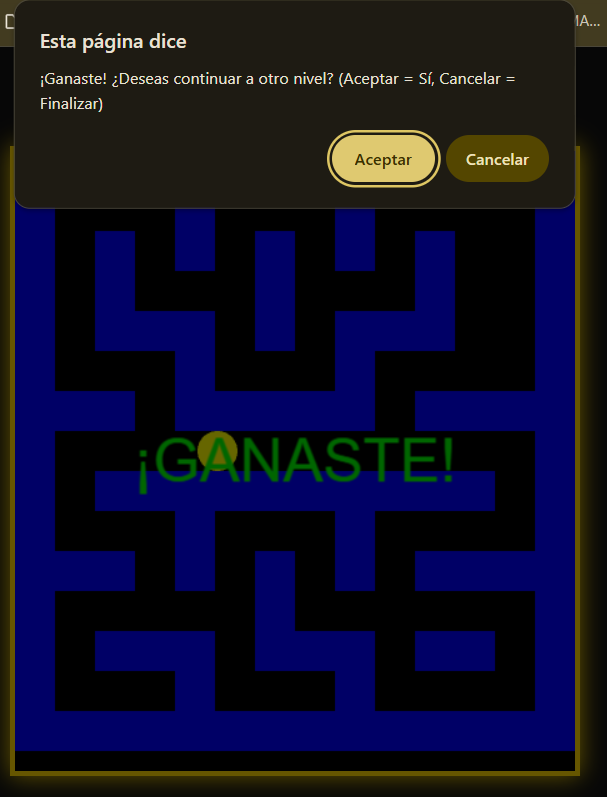 Esta página dice
¡Ganaste! ¿Deseas continuar a otro nivel? (Aceptar = Sí, Cancelar =
Finalizar)
Aceptar
Cancelar
¡GANASTE!